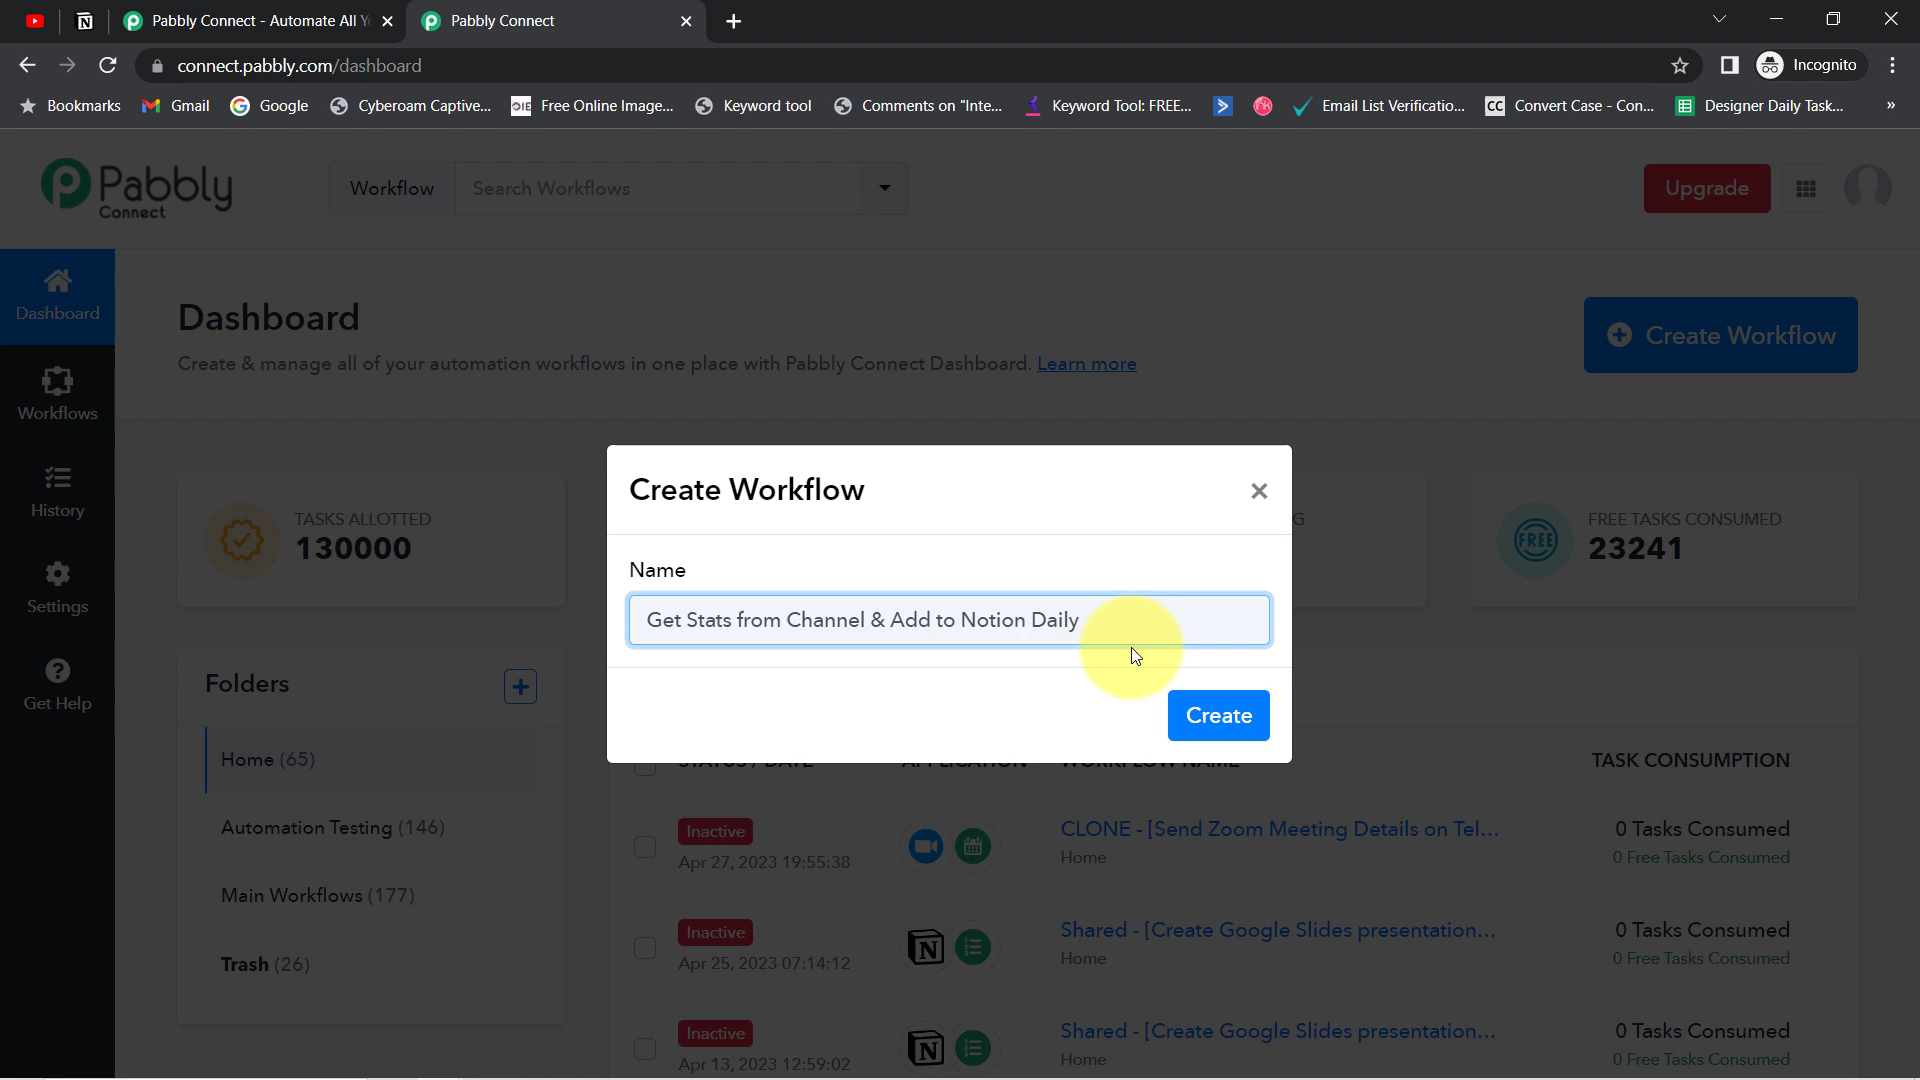 Pabbly Connect - Automate All Y
Pabbly Connect
connect.pabbly.com/dashboard
Incognito
Bookmarks
Gmail
Google
Cyberoam Captive...
OIE
Free Online Image...
Keyword tool
Comments on "Inte...
Keyword Tool: FREE...
Email List Verificatio...
CC
Convert Case - Con...
Designer Daily Task...
»
Pabbly
Connect
Workflow
Search Workflows
Upgrade
Dashboard
Workflows
History
Settings
Get Help
Dashboard
Create & manage all of your automation workflows in one place with Pabbly Connect Dashboard. Learn more
Create Workflow
TASKS ALLOTTED
130000
G
FREE
FREE TASKS CONSUMED
23241
Create Workflow
Name
Get Stats from Channel & Add to Notion Daily
Create
Folders
Home (65)
Automation Testing (146)
Main Workflows (177)
Trash (26)
STATUS / DATE
APPLICATION
WORKFLOW NAME
TASK CONSUMPTION
Inactive
Apr 27, 2023 19:55:38
CLONE - [Send Zoom Meeting Details on Tel...
Home
0 Tasks Consumed
0 Free Tasks Consumed
Inactive
Apr 25, 2023 07:14:12
Shared - [Create Google Slides presentation...
Home
0 Tasks Consumed
0 Free Tasks Consumed
Inactive
Apr 13, 2023 12:59:02
Shared - [Create Google Slides presentation...
Home
0 Tasks Consumed
0 Free Tasks Consumed